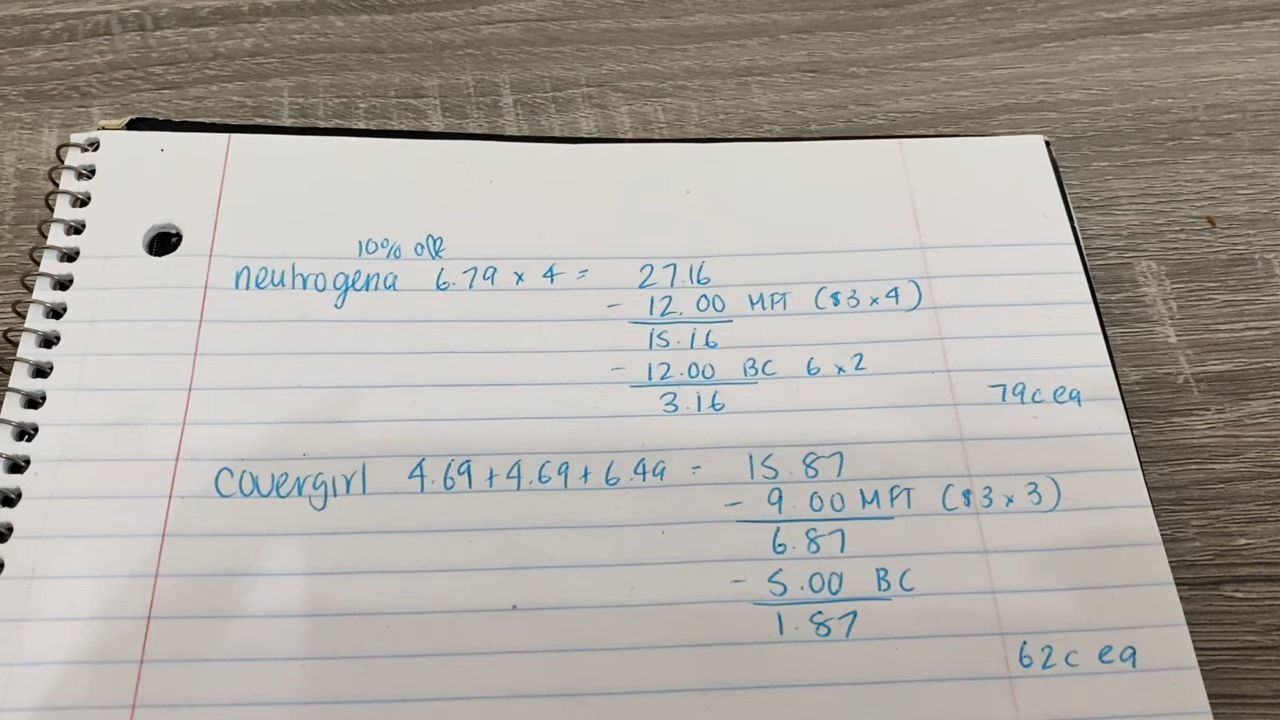 10% off
neutrogena 6.79 x 4 = 27.16
- 12.00 MPT ($3 x 4)
15.16
- 12.00 BC 6 x 2
3.16
79c ea
covergirl 4.69 + 4.69 + 6.49 = 15.87
- 9.00 MPT ($3 x 3)
6.87
- 5.00 BC
1.87
62c ea